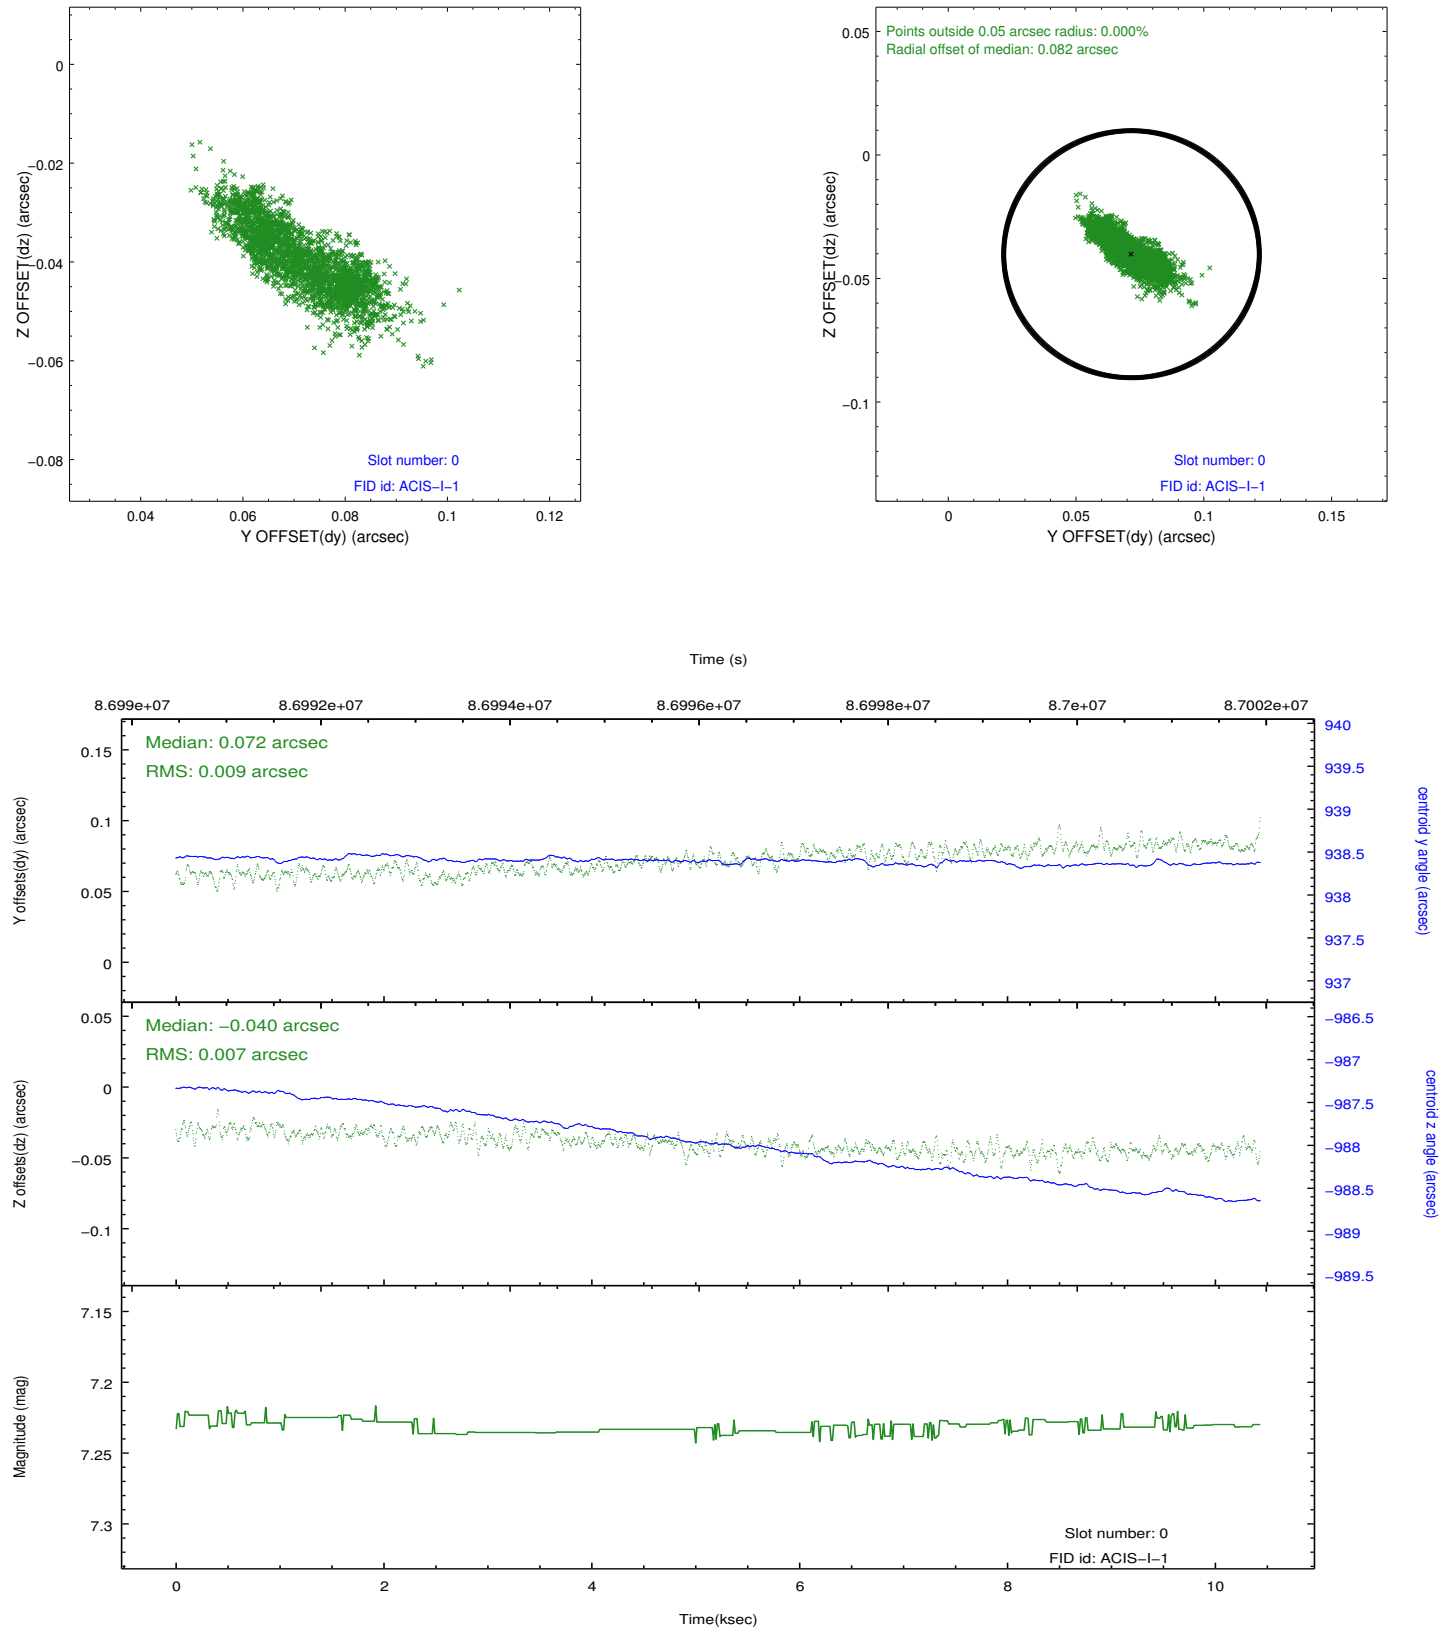 0
−0.02
−0.04
−0.06
−0.08
Z OFFSET(dz) (arcsec)
Slot number: 0
FID id: ACIS−I−1
0.04 0.06 0.08 0.1 0.12
Y OFFSET(dy) (arcsec)
Points outside 0.05 arcsec radius: 0.000%
Radial offset of median: 0.082 arcsec
0.05
0
−0.05
−0.1
Z OFFSET(dz) (arcsec)
Slot number: 0
FID id: ACIS−I−1
0 0.05 0.1 0.15
Y OFFSET(dy) (arcsec)
Time (s)
8.699e+07 8.6992e+07 8.6994e+07 8.6996e+07 8.6998e+07 8.7e+07 8.7002e+07
Median: 0.072 arcsec
RMS: 0.009 arcsec
0.15
0.1
0.05
0
Y offsets(dy) (arcsec)
940
939.5
939
938.5
938
937.5
937
centroid y angle (arcsec)
Median: −0.040 arcsec
RMS: 0.007 arcsec
0.05
0
−0.05
−0.1
Z offsets(dz) (arcsec)
−986.5
−987
−987.5
−988
−988.5
−989
−989.5
centroid z angle (arcsec)
7.15
7.2
7.25
7.3
Magnitude (mag)
Slot number: 0
FID id: ACIS−I−1
0 2 4 6 8 10
Time(ksec)